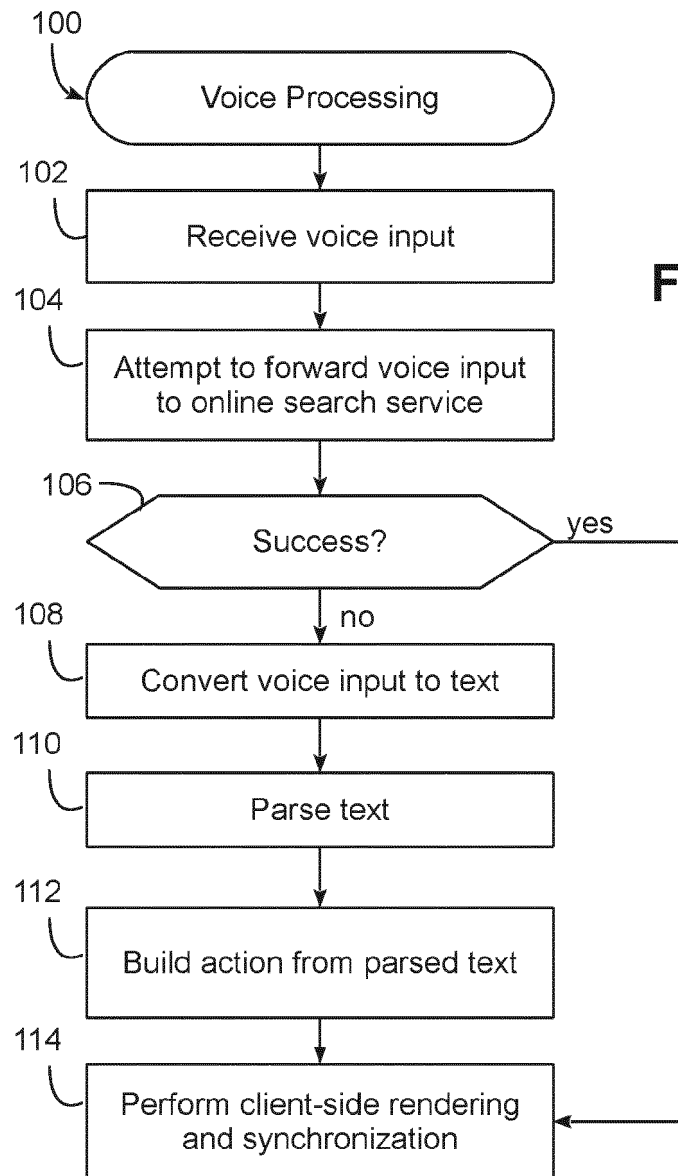 100
Voice Processing
102
Receive voice input
104
Attempt to forward voice input
to online search service
106
Success?
yes
no
108
Convert voice input to text
110
Parse text
112
Build action from parsed text
114
Perform client-side rendering
and synchronization
F